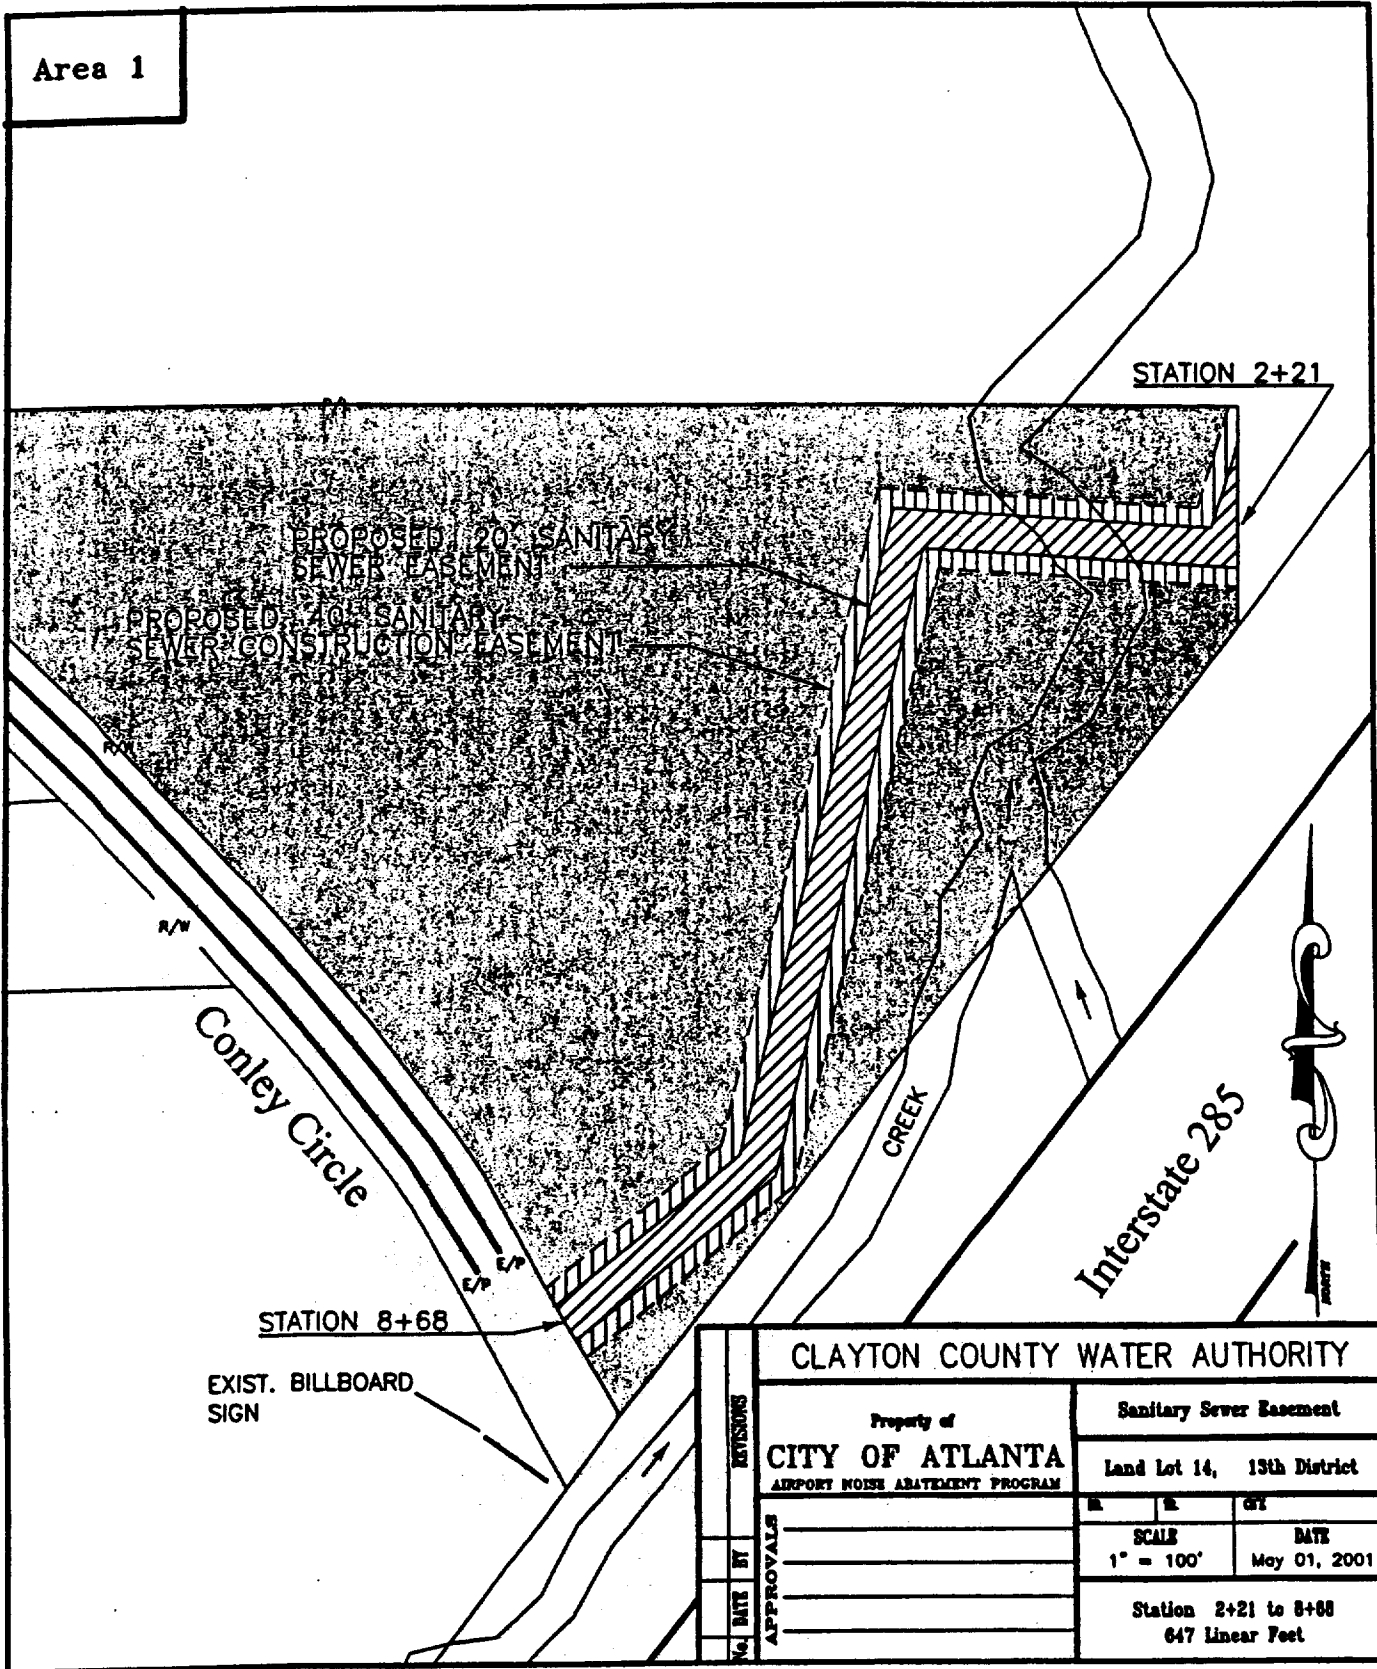 Area 1
STATION 2+21
PROPOSED 20' SANITARY
SEWER EASEMENT
PROPOSED 40' SANITARY
SEWER CONSTRUCTION EASEMENT
R/W
R/W
Conley Circle
E/P
E/P
CREEK
Interstate 285
NORTH
STATION 8+68
EXIST. BILLBOARD
SIGN
CLAYTON COUNTY WATER AUTHORITY
REVISIONS
No. DATE BY
Property of
CITY OF ATLANTA
AIRPORT NOISE ABATEMENT PROGRAM
APPROVALS
Sanitary Sewer Easement
Land Lot 14, 13th District
SCALE
1" = 100'
DATE
May 01, 2001
Station 2+21 to 8+68
647 Linear Feet